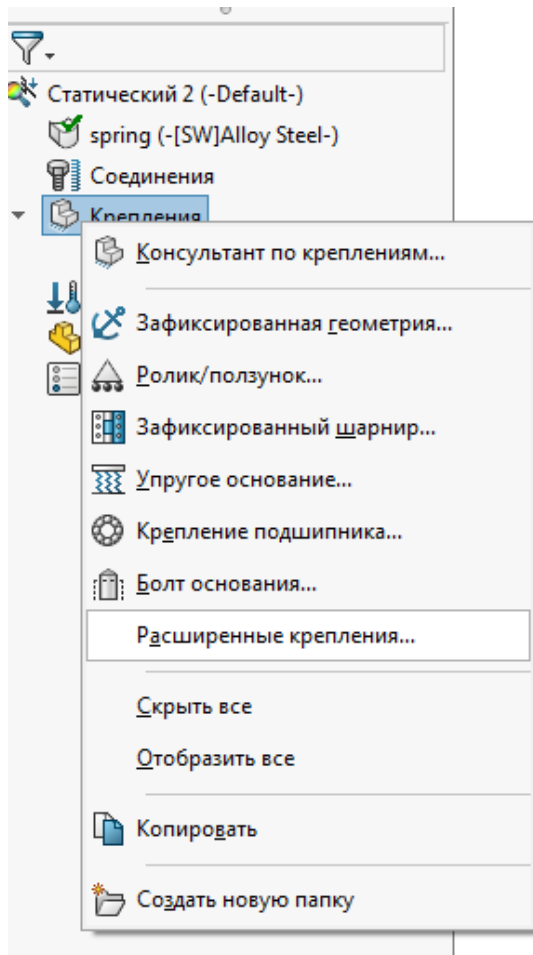 Статический 2 (-Default-)
spring (-[SW]Alloy Steel-)
Соединения
Крепления
Консультант по креплениям...
Зафиксированная геометрия...
Ролик/ползунок...
Зафиксированный шарнир...
Упругое основание...
Крепление подшипника...
Болт основания...
Расширенные крепления...
Скрыть все
Отобразить все
Копировать
Создать новую папку